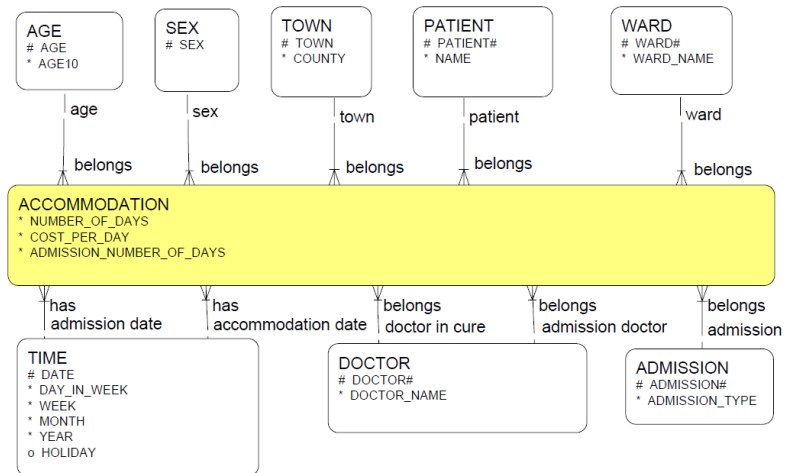 AGE
# AGE
* AGE10
SEX
# SEX
TOWN
# TOWN
* COUNTY
PATIENT
# PATIENT#
* NAME
WARD
# WARD#
* WARD_NAME
age
sex
town
patient
ward
belongs
belongs
belongs
belongs
belongs
ACCOMMODATION
* NUMBER_OF_DAYS
* COST_PER_DAY
* ADMISSION_NUMBER_OF_DAYS
has
admission date
has
accommodation date
belongs
doctor in cure
belongs
admission doctor
belongs
admission
TIME
# DATE
* DAY_IN_WEEK
* WEEK
* MONTH
* YEAR
o HOLIDAY
DOCTOR
# DOCTOR#
* DOCTOR_NAME
ADMISSION
# ADMISSION#
* ADMISSION_TYPE